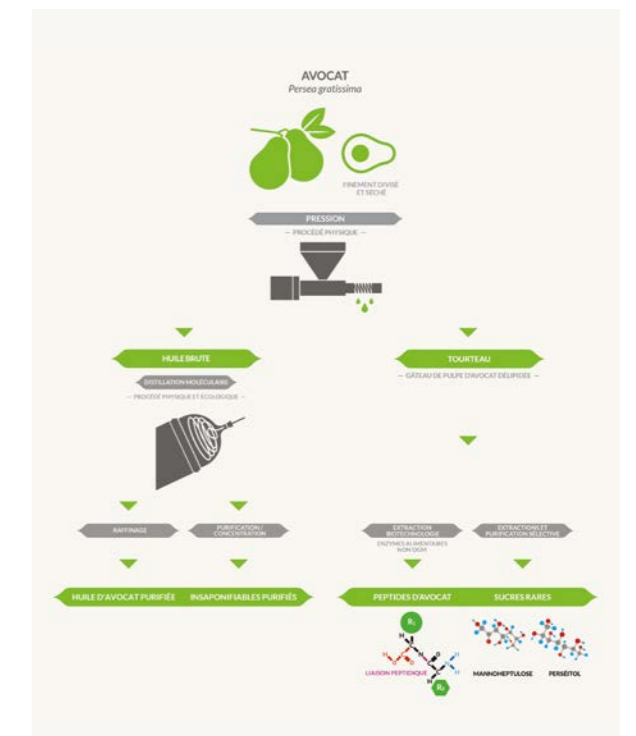 AVOCAT
Persea gratissima
FINEMENT DIVISÉ
ET SÉCHÉ
PRESSION
— PROCÉDÉ PHYSIQUE —
HUILE BRUTE
DISTILLATION MOLÉCULAIRE
— PROCÉDÉ PHYSIQUE ET ÉCOLOGIQUE —
TOURTEAU
— GÂTEAU DE PULPE D'AVOCAT DÉLIPIDÉE —
RAFFINAGE
PURIFICATION /
CONCENTRATION
EXTRACTION
BIOTECHNOLOGIE
ENZYMES ALIMENTAIRES
NON OGM
EXTRACTIONS ET
PURIFICATION SÉLECTIVE
HUILE D'AVOCAT PURIFIÉE
INSAPONIFIABLES PURIFIÉS
PEPTIDES D'AVOCAT
SUCRES RARES
R1
R2
LIAISON PEPTIDIQUE
MANNOHEPTULOSE
PERSÉITOL